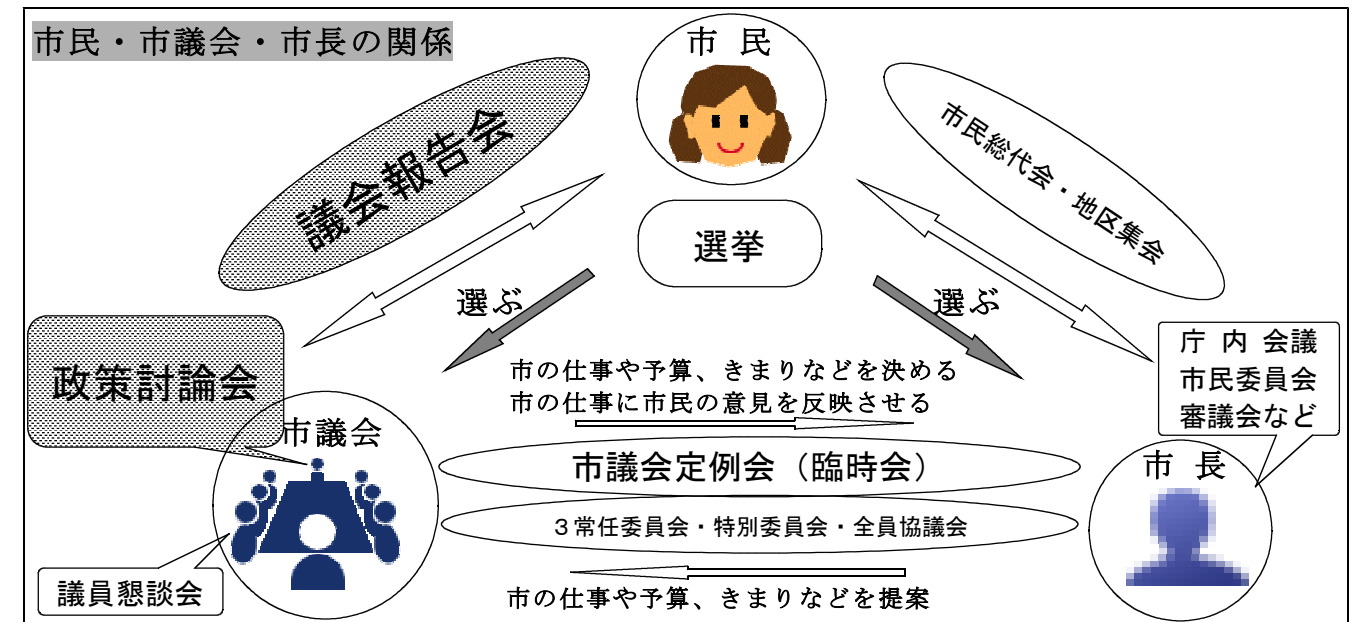 市民・市議会・市長の関係
市 民
議会報告会
市民総代会・地区集会
選挙
選ぶ
選ぶ
政策討論会
庁 内 会議
市民委員会
審議会など
市の仕事や予算、きまりなどを決める
市の仕事に市民の意見を反映させる
市議会
市議会定例会（臨時会）
市 長
３常任委員会・特別委員会・全員協議会
議員懇談会
市の仕事や予算、きまりなどを提案